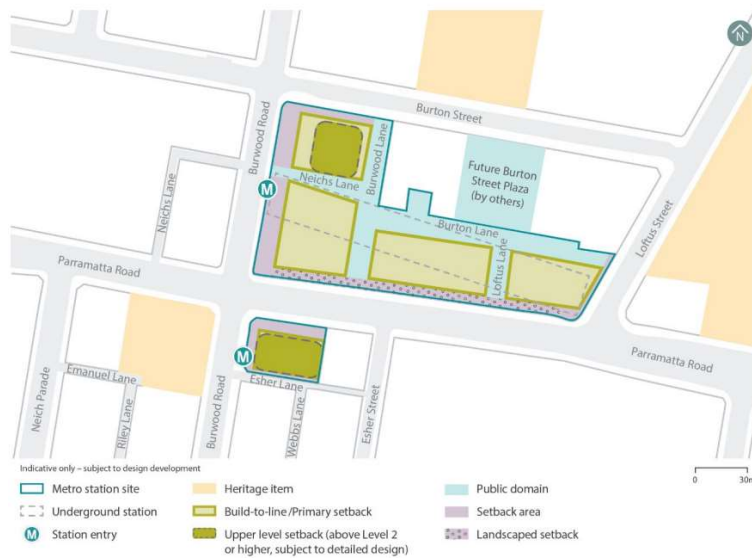 N
Burton Street
Burwood Road
Burwood Lane
Neichs Lane
Neichs Lane
Future Burton
Street Plaza
(by others)
M
Burton Lane
Loftus Lane
Loftus Street
Parramatta Road
Parramatta Road
M
Emanuel Lane
Esher Lane
Neich Parade
Riley Lane
Burwood Road
Webbs Lane
Esher Street
Indicative only – subject to design development
0 30m
Metro station site
Heritage item
Public domain
Underground station
Build-to-line/Primary setback
Setback area
M Station entry
Upper level setback (above Level 2
or higher, subject to detailed design)
Landscaped setback